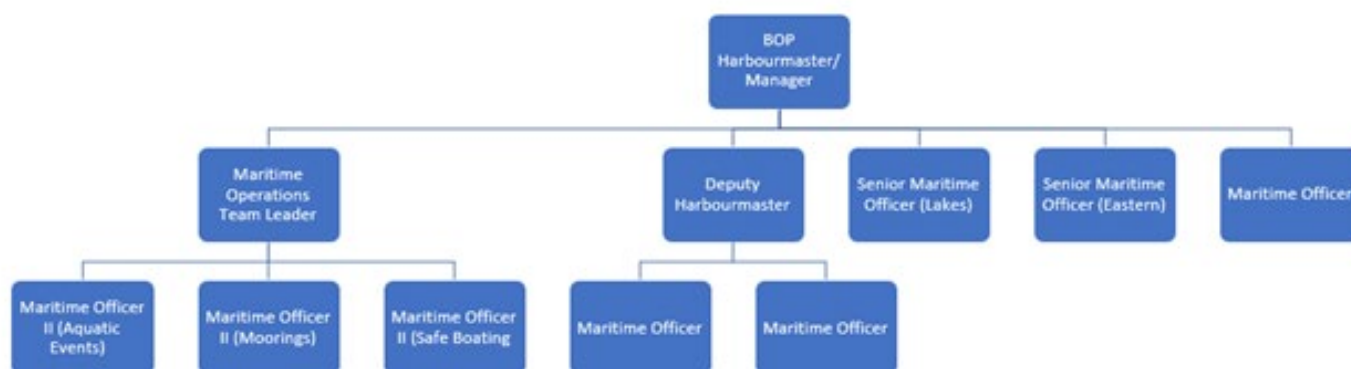 BOP
Harbourmaster/
Manager
Maritime
Operations
Team Leader
Deputy
Harbourmaster
Senior Maritime
Officer (Lakes)
Senior Maritime
Officer (Eastern)
Maritime Officer
Maritime Officer
II (Aquatic
Events)
Maritime Officer
II (Moorings)
Maritime Officer
II (Safe Boating
Maritime Officer
Maritime Officer